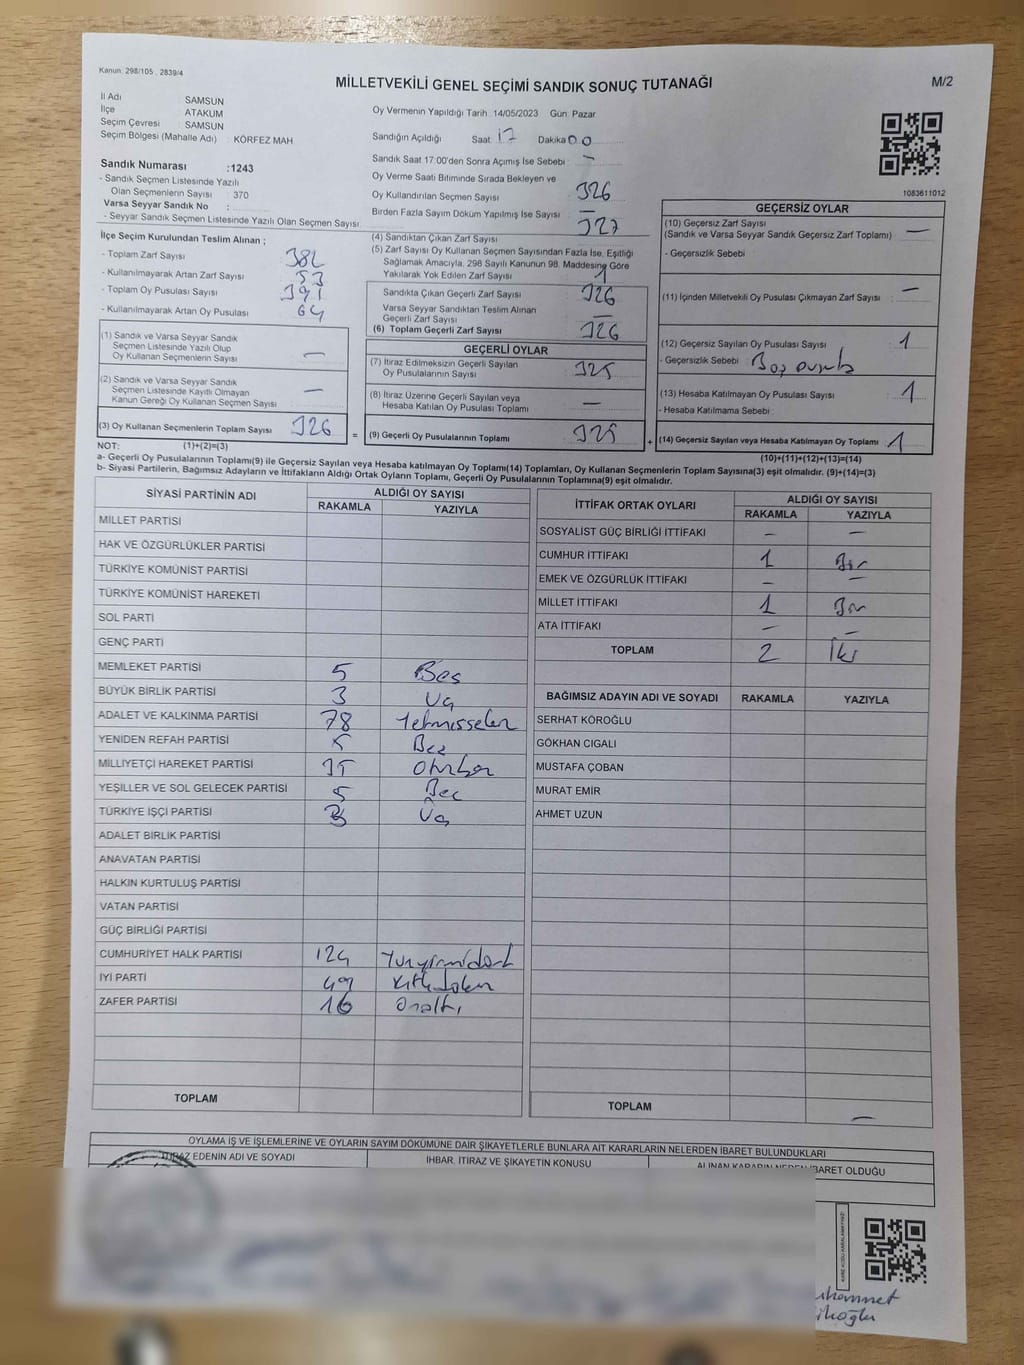 Kanun: 298/105 , 2839/4
MİLLETVEKİLİ GENEL SEÇİMİ SANDIK SONUÇ TUTANAĞI
M/2
İl Adı SAMSUN
İlçe ATAKUM
Seçim Çevresi SAMSUN
Seçim Bölgesi (Mahalle Adı) : KÖRFEZ MAH
Sandık Numarası :1243
- Sandık Seçmen Listesinde Yazılı
Olan Seçmenlerin Sayısı : 370
Varsa Seyyar Sandık No :
- Seyyar Sandık Seçmen Listesinde Yazılı Olan Seçmen Sayısı:
Oy Vermenin Yapıldığı Tarih: 14/05/2023 Gün: Pazar
Sandığın Açıldığı Saat 17 Dakika 00
Sandık Saat 17:00'den Sonra Açımış İse Sebebi : –
Oy Verme Saati Bitiminde Sırada Bekleyen ve
Oy Kullandırılan Seçmen Sayısı 326
Birden Fazla Sayım Döküm Yapılmış İse Sayısı –
1083611012
İlçe Seçim Kurulundan Teslim Alınan ;
- Toplam Zarf Sayısı : 382
- Kullanılmayarak Artan Zarf Sayısı : 53
- Toplam Oy Pusulası Sayısı : 391
- Kullanılmayarak Artan Oy Pusulası : 64
(1) Sandık ve Varsa Seyyar Sandık
Seçmen Listesinde Yazılı Olup
Oy Kullanan Seçmenlerin Sayısı : –
(2) Sandık ve Varsa Seyyar Sandık
Seçmen Listesinde Kayıtlı Olmayan
Kanun Gereği Oy Kullanan Seçmen Sayısı : –
(3) Oy Kullanan Seçmenlerin Toplam Sayısı 326
(4) Sandıktan Çıkan Zarf Sayısı 327
(5) Zarf Sayısı Oy Kullanan Seçmen Sayısından Fazla İse, Eşitliği
Sağlamak Amacıyla, 298 Sayılı Kanunun 98. Maddesine Göre
Yakılarak Yok Edilen Zarf Sayısı 1
Sandıkta Çıkan Geçerli Zarf Sayısı 326
Varsa Seyyar Sandıktan Teslim Alınan
Geçerli Zarf Sayısı –
(6) Toplam Geçerli Zarf Sayısı 326
GEÇERLİ OYLAR
(7) İtiraz Edilmeksizin Geçerli Sayılan
Oy Pusulalarının Sayısı : 325
(8) İtiraz Üzerine Geçerli Sayılan veya
Hesaba Katılan Oy Pusulası Toplamı : –
= (9) Geçerli Oy Pusulalarının Toplamı 325
GEÇERSİZ OYLAR
(10) Geçersiz Zarf Sayısı
(Sandık ve Varsa Seyyar Sandık Geçersiz Zarf Toplamı) : –
- Geçersizlik Sebebi
(11) İçinden Milletvekili Oy Pusulası Çıkmayan Zarf Sayısı : –
(12) Geçersiz Sayılan Oy Pusulası Sayısı : 1
- Geçersizlik Sebebi :
(13) Hesaba Katılmayan Oy Pusulası Sayısı : 1
- Hesaba Katılmama Sebebi :
+ (14) Geçersiz Sayılan veya Hesaba Katılmayan Oy Toplamı 1
NOT: (1)+(2)=(3)
(10)+(11)+(12)+(13)=(14)
a- Geçerli Oy Pusulalarının Toplamı(9) ile Geçersiz Sayılan veya Hesaba katılmayan Oy Toplamı(14) Toplamları, Oy Kullanan Seçmenlerin Toplam Sayısına(3) eşit olmalıdır. (9)+(14)=(3)
b- Siyasi Partilerin, Bağımsız Adayların ve İttifakların Aldığı Ortak Oyların Toplamı, Geçerli Oy Pusulalarının Toplamına(9) eşit olmalıdır.
SİYASİ PARTİNİN ADI
ALDIĞI OY SAYISI
RAKAMLA YAZIYLA
MİLLET PARTİSİ
HAK VE ÖZGÜRLÜKLER PARTİSİ
TÜRKİYE KOMÜNİST PARTİSİ
TÜRKİYE KOMÜNİST HAREKETİ
SOL PARTİ
GENÇ PARTİ
MEMLEKET PARTİSİ 5 Beş
BÜYÜK BİRLİK PARTİSİ 3 Üç
ADALET VE KALKINMA PARTİSİ 78 Yetmişsekiz
YENİDEN REFAH PARTİSİ 5 Beş
MİLLİYETÇİ HAREKET PARTİSİ 35 Otuzbeş
YEŞİLLER VE SOL GELECEK PARTİSİ 5 Beş
TÜRKİYE İŞÇİ PARTİSİ 3 Üç
ADALET BİRLİK PARTİSİ
ANAVATAN PARTİSİ
HALKIN KURTULUŞ PARTİSİ
VATAN PARTİSİ
GÜÇ BİRLİĞİ PARTİSİ
CUMHURİYET HALK PARTİSİ 124 Yüzyirmidört
İYİ PARTİ 49
ZAFER PARTİSİ 16 Onaltı
TOPLAM
İTTİFAK ORTAK OYLARI
ALDIĞI OY SAYISI
RAKAMLA YAZIYLA
SOSYALİST GÜÇ BİRLİĞİ İTTİFAKI – –
CUMHUR İTTİFAKI 1 Bir
EMEK VE ÖZGÜRLÜK İTTİFAKI – –
MİLLET İTTİFAKI 1 Bir
ATA İTTİFAKI – –
TOPLAM 2 İki
BAĞIMSIZ ADAYIN ADI VE SOYADI RAKAMLA YAZIYLA
SERHAT KÖROĞLU
GÖKHAN CIGALI
MUSTAFA ÇOBAN
MURAT EMİR
AHMET UZUN
TOPLAM –
OYLAMA İŞ VE İŞLEMLERİNE VE OYLARIN SAYIM DÖKÜMÜNE DAİR ŞİKAYETLERLE BUNLARA AİT KARARLARIN NELERDEN İBARET BULUNDUKLARI
İTİRAZ EDENİN ADI VE SOYADI
İHBAR, İTİRAZ VE ŞİKAYETİN KONUSU
ALINAN KARARIN NEDEN İBARET OLDUĞU